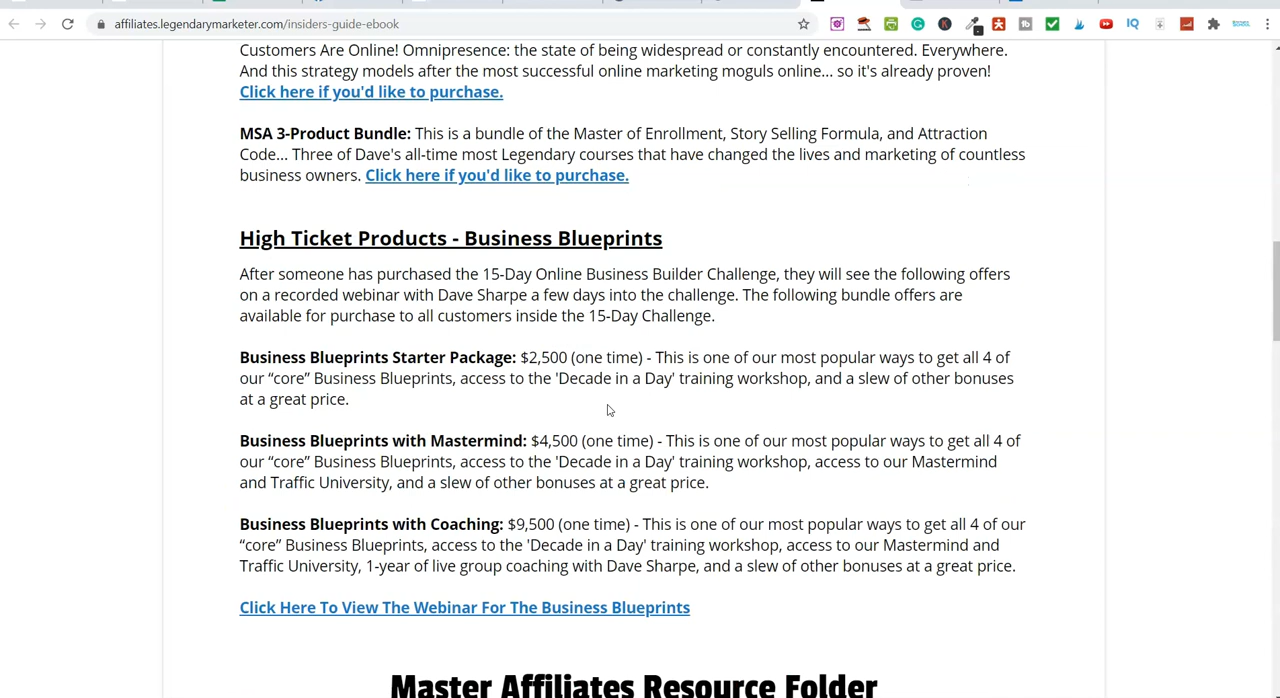 affiliates.legendarymarketer.com/insiders-guide-ebook
Customers Are Online! Omnipresence: the state of being widespread or constantly encountered. Everywhere.
And this strategy models after the most successful online marketing moguls online... so it's already proven!
Click here if you'd like to purchase.
MSA 3-Product Bundle: This is a bundle of the Master of Enrollment, Story Selling Formula, and Attraction
Code... Three of Dave's all-time most Legendary courses that have changed the lives and marketing of countless
business owners. Click here if you'd like to purchase.
High Ticket Products - Business Blueprints
After someone has purchased the 15-Day Online Business Builder Challenge, they will see the following offers
on a recorded webinar with Dave Sharpe a few days into the challenge. The following bundle offers are
available for purchase to all customers inside the 15-Day Challenge.
Business Blueprints Starter Package: $2,500 (one time) - This is one of our most popular ways to get all 4 of
our “core” Business Blueprints, access to the 'Decade in a Day' training workshop, and a slew of other bonuses
at a great price.
Business Blueprints with Mastermind: $4,500 (one time) - This is one of our most popular ways to get all 4 of
our “core” Business Blueprints, access to the 'Decade in a Day' training workshop, access to our Mastermind
and Traffic University, and a slew of other bonuses at a great price.
Business Blueprints with Coaching: $9,500 (one time) - This is one of our most popular ways to get all 4 of our
“core” Business Blueprints, access to the 'Decade in a Day' training workshop, access to our Mastermind and
Traffic University, 1-year of live group coaching with Dave Sharpe, and a slew of other bonuses at a great price.
Click Here To View The Webinar For The Business Blueprints
Master Affiliates Resource Folder